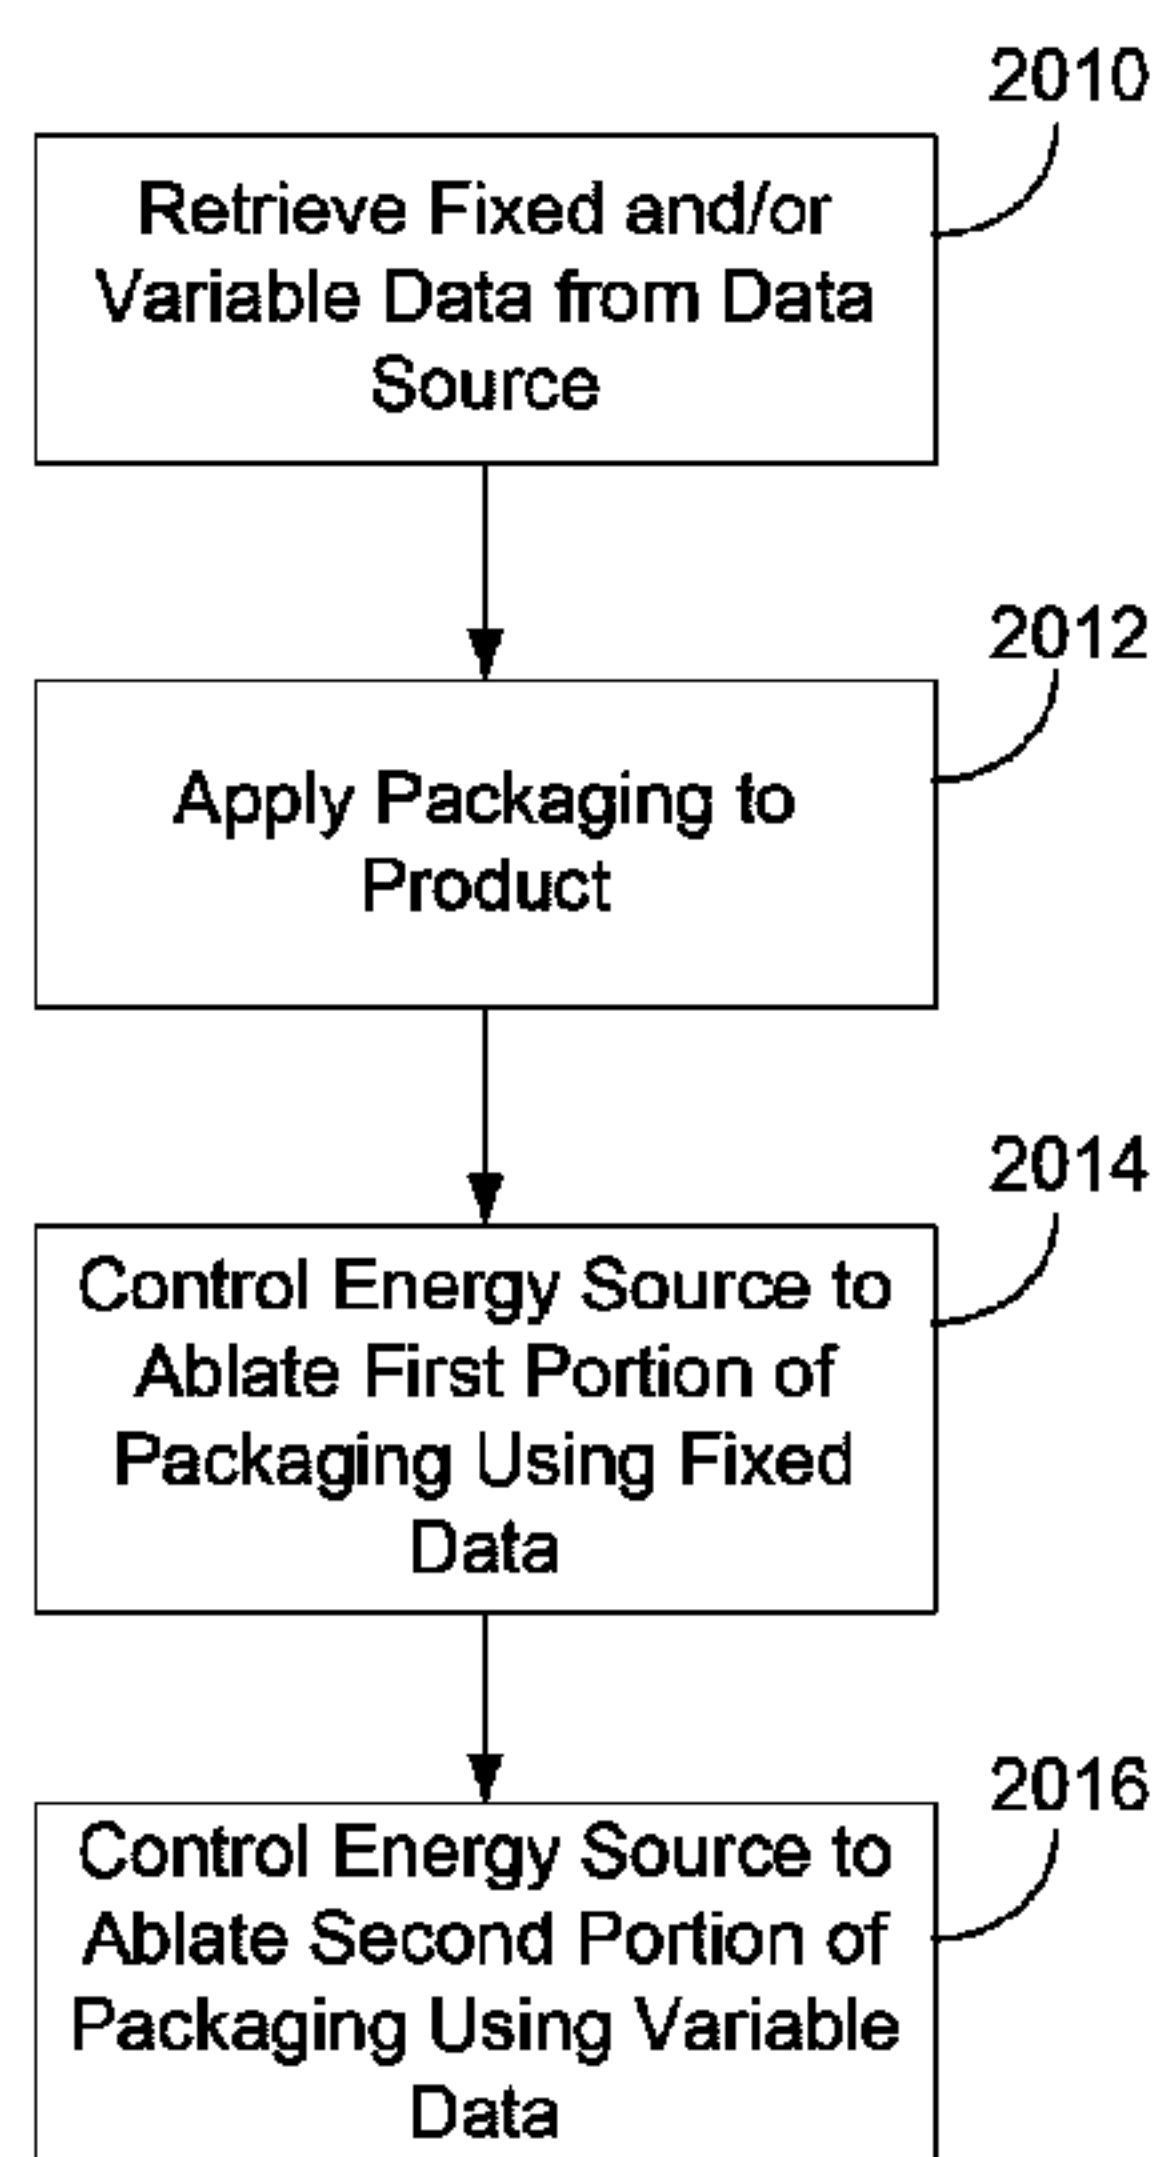 2010
Retrieve Fixed and/or
Variable Data from Data
Source
2012
Apply Packaging to
Product
2014
Control Energy Source to
Ablate First Portion of
Packaging Using Fixed
Data
2016
Control Energy Source to
Ablate Second Portion of
Packaging Using Variable
Data